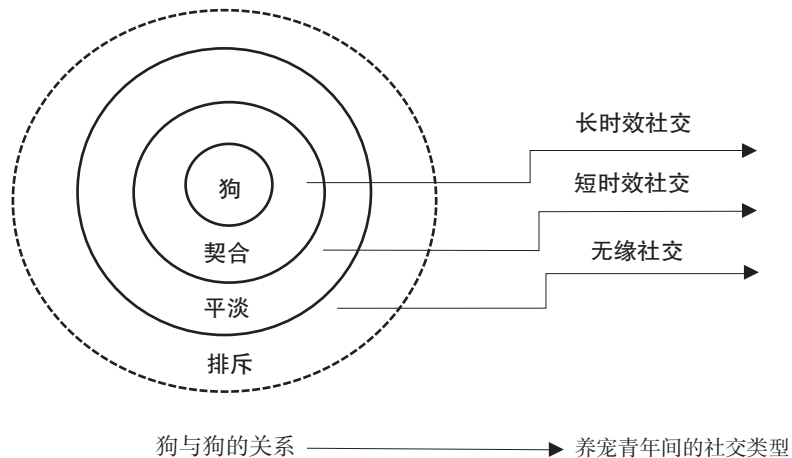 长时效社交
狗
短时效社交
契合
无缘社交
平淡
排斥
狗与狗的关系
养宠青年间的社交类型